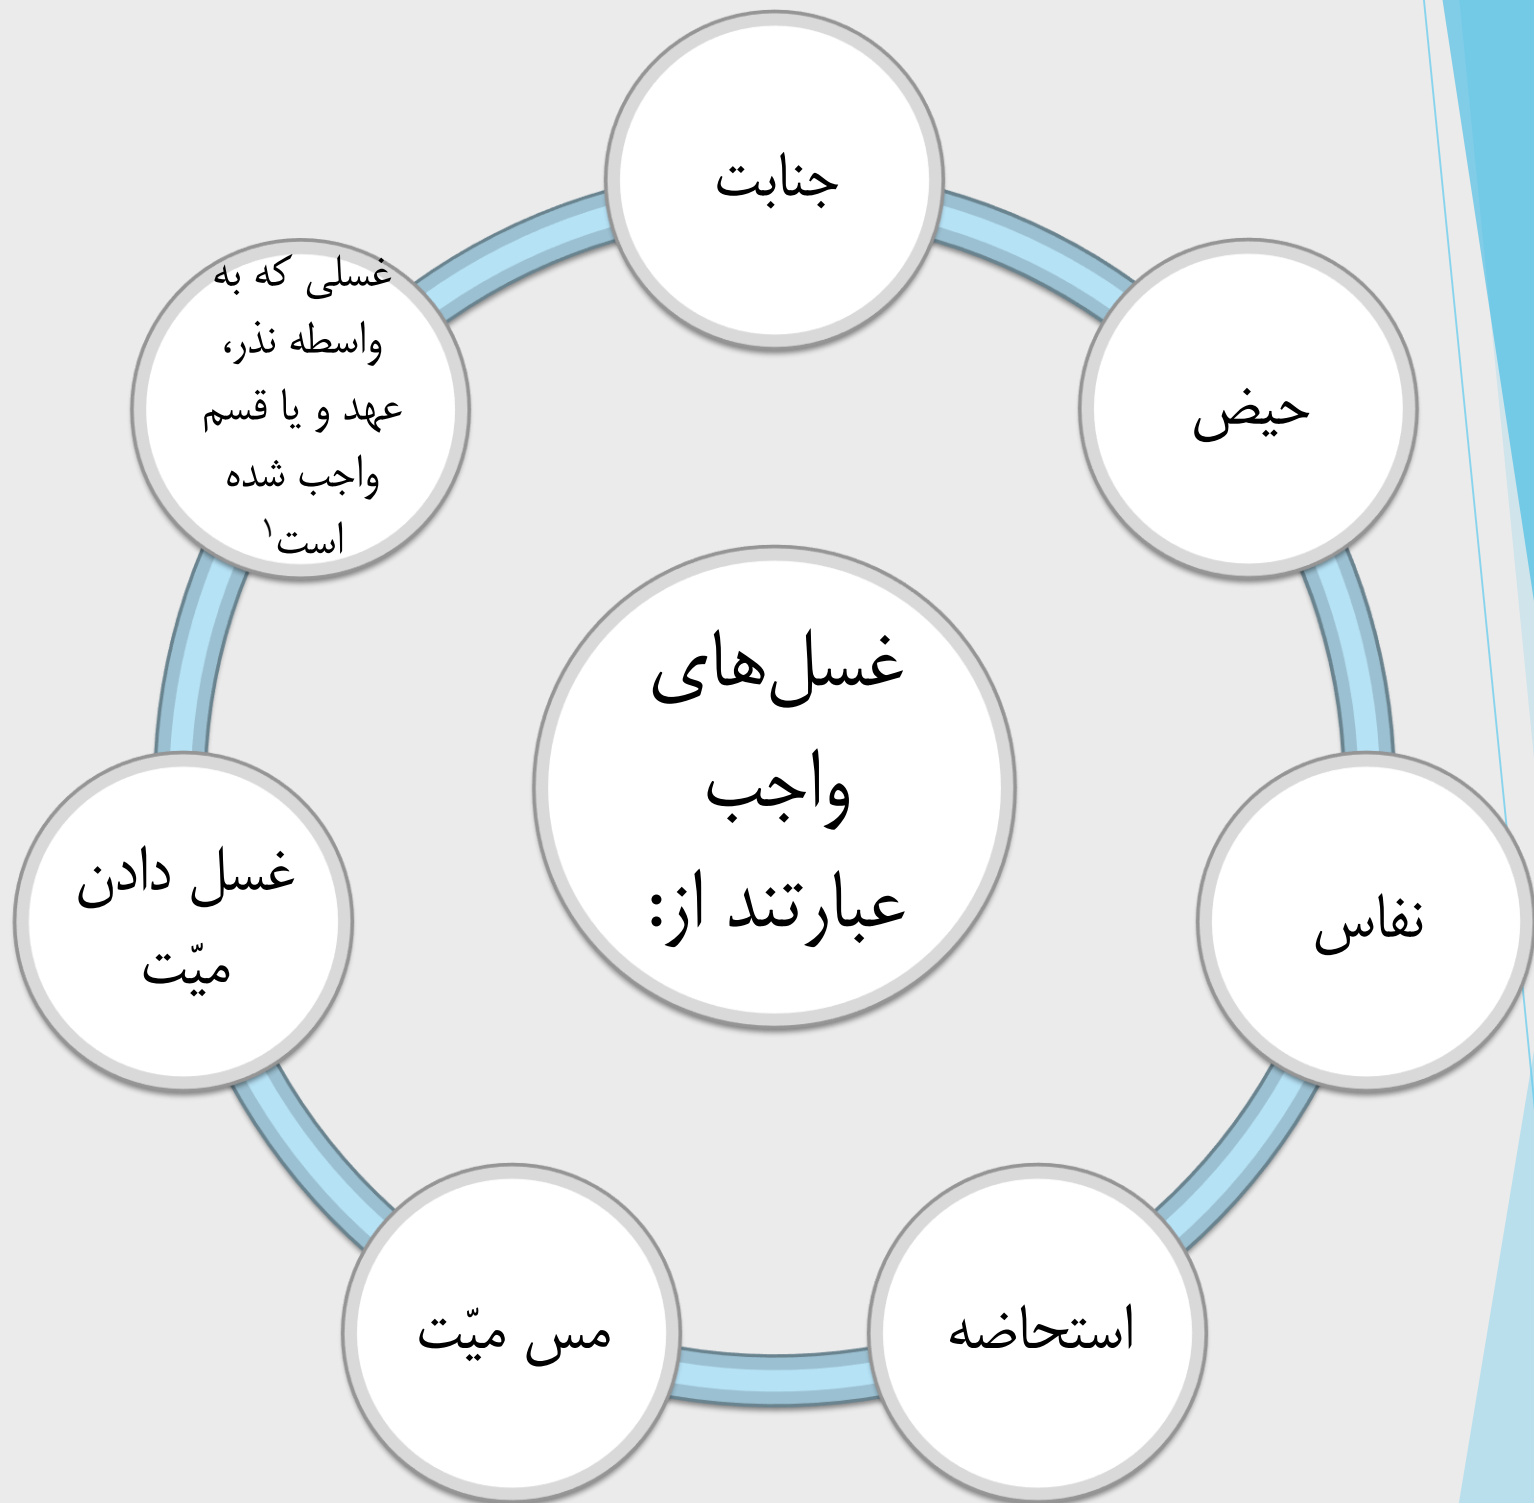 غسل‌های
واجب
عبارتند از:
جنابت
حیض
نفاس
استحاضه
مس میّت
غسل دادن
میّت
غسلی که به
واسطه نذر،
عهد و یا قسم
واجب شده
است۱